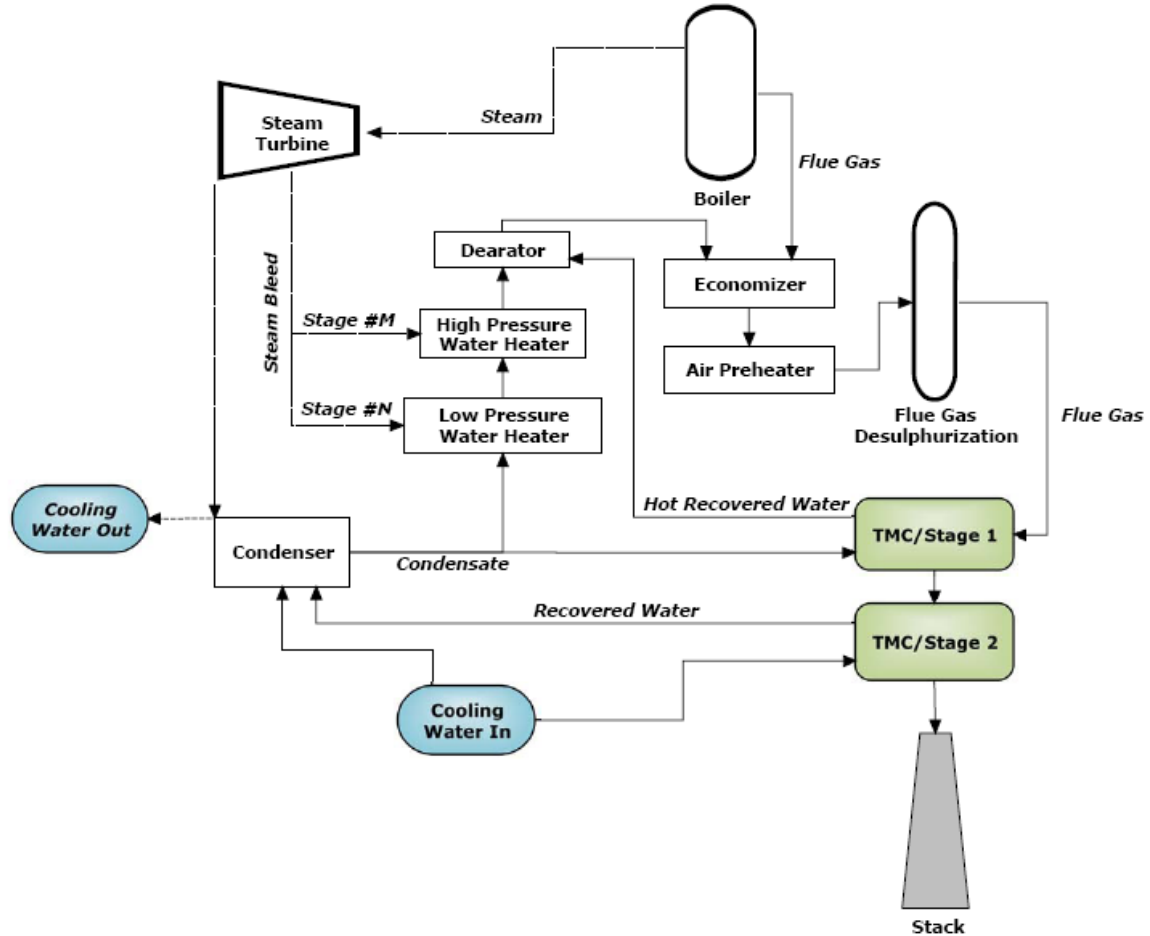 Steam
Turbine
Steam
Boiler
Flue Gas
Dearator
Economizer
Steam Bleed
Stage #M
High Pressure
Water Heater
Air Preheater
Stage #N
Low Pressure
Water Heater
Flue Gas
Desulphurization
Flue Gas
Cooling
Water Out
Hot Recovered Water
TMC/Stage 1
Condenser
Condensate
Recovered Water
TMC/Stage 2
Cooling
Water In
Stack